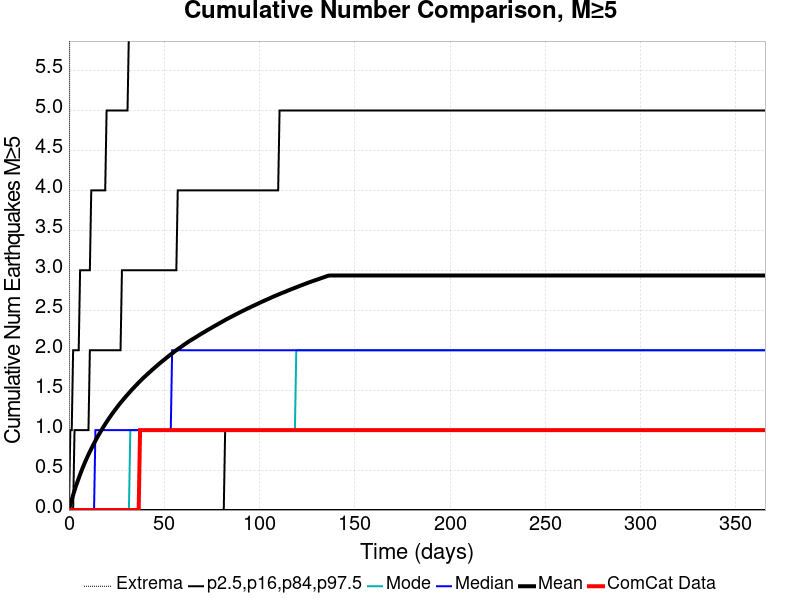 Cumulative Number Comparison, M≥5
Cumulative Num Earthquakes M≥5
5.5
5.0
4.5
4.0
3.5
3.0
2.5
2.0
1.5
1.0
0.5
0.0
0 50 100 150 200 250 300 350
Time (days)
Extrema p2.5,p16,p84,p97.5 Mode Median Mean ComCat Data